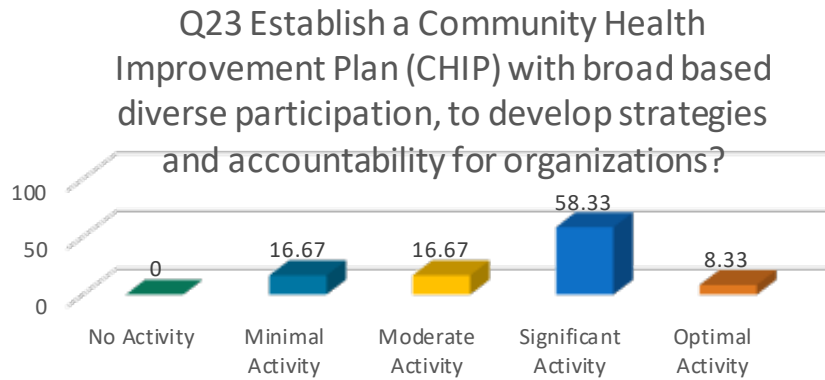 Q23 Establish a Community Health
Improvement Plan (CHIP) with broad based
diverse participation, to develop strategies
and accountability for organizations?
100
50
0
0
16.67
16.67
58.33
8.33
No Activity
Minimal
Activity
Moderate
Activity
Significant
Activity
Optimal
Activity